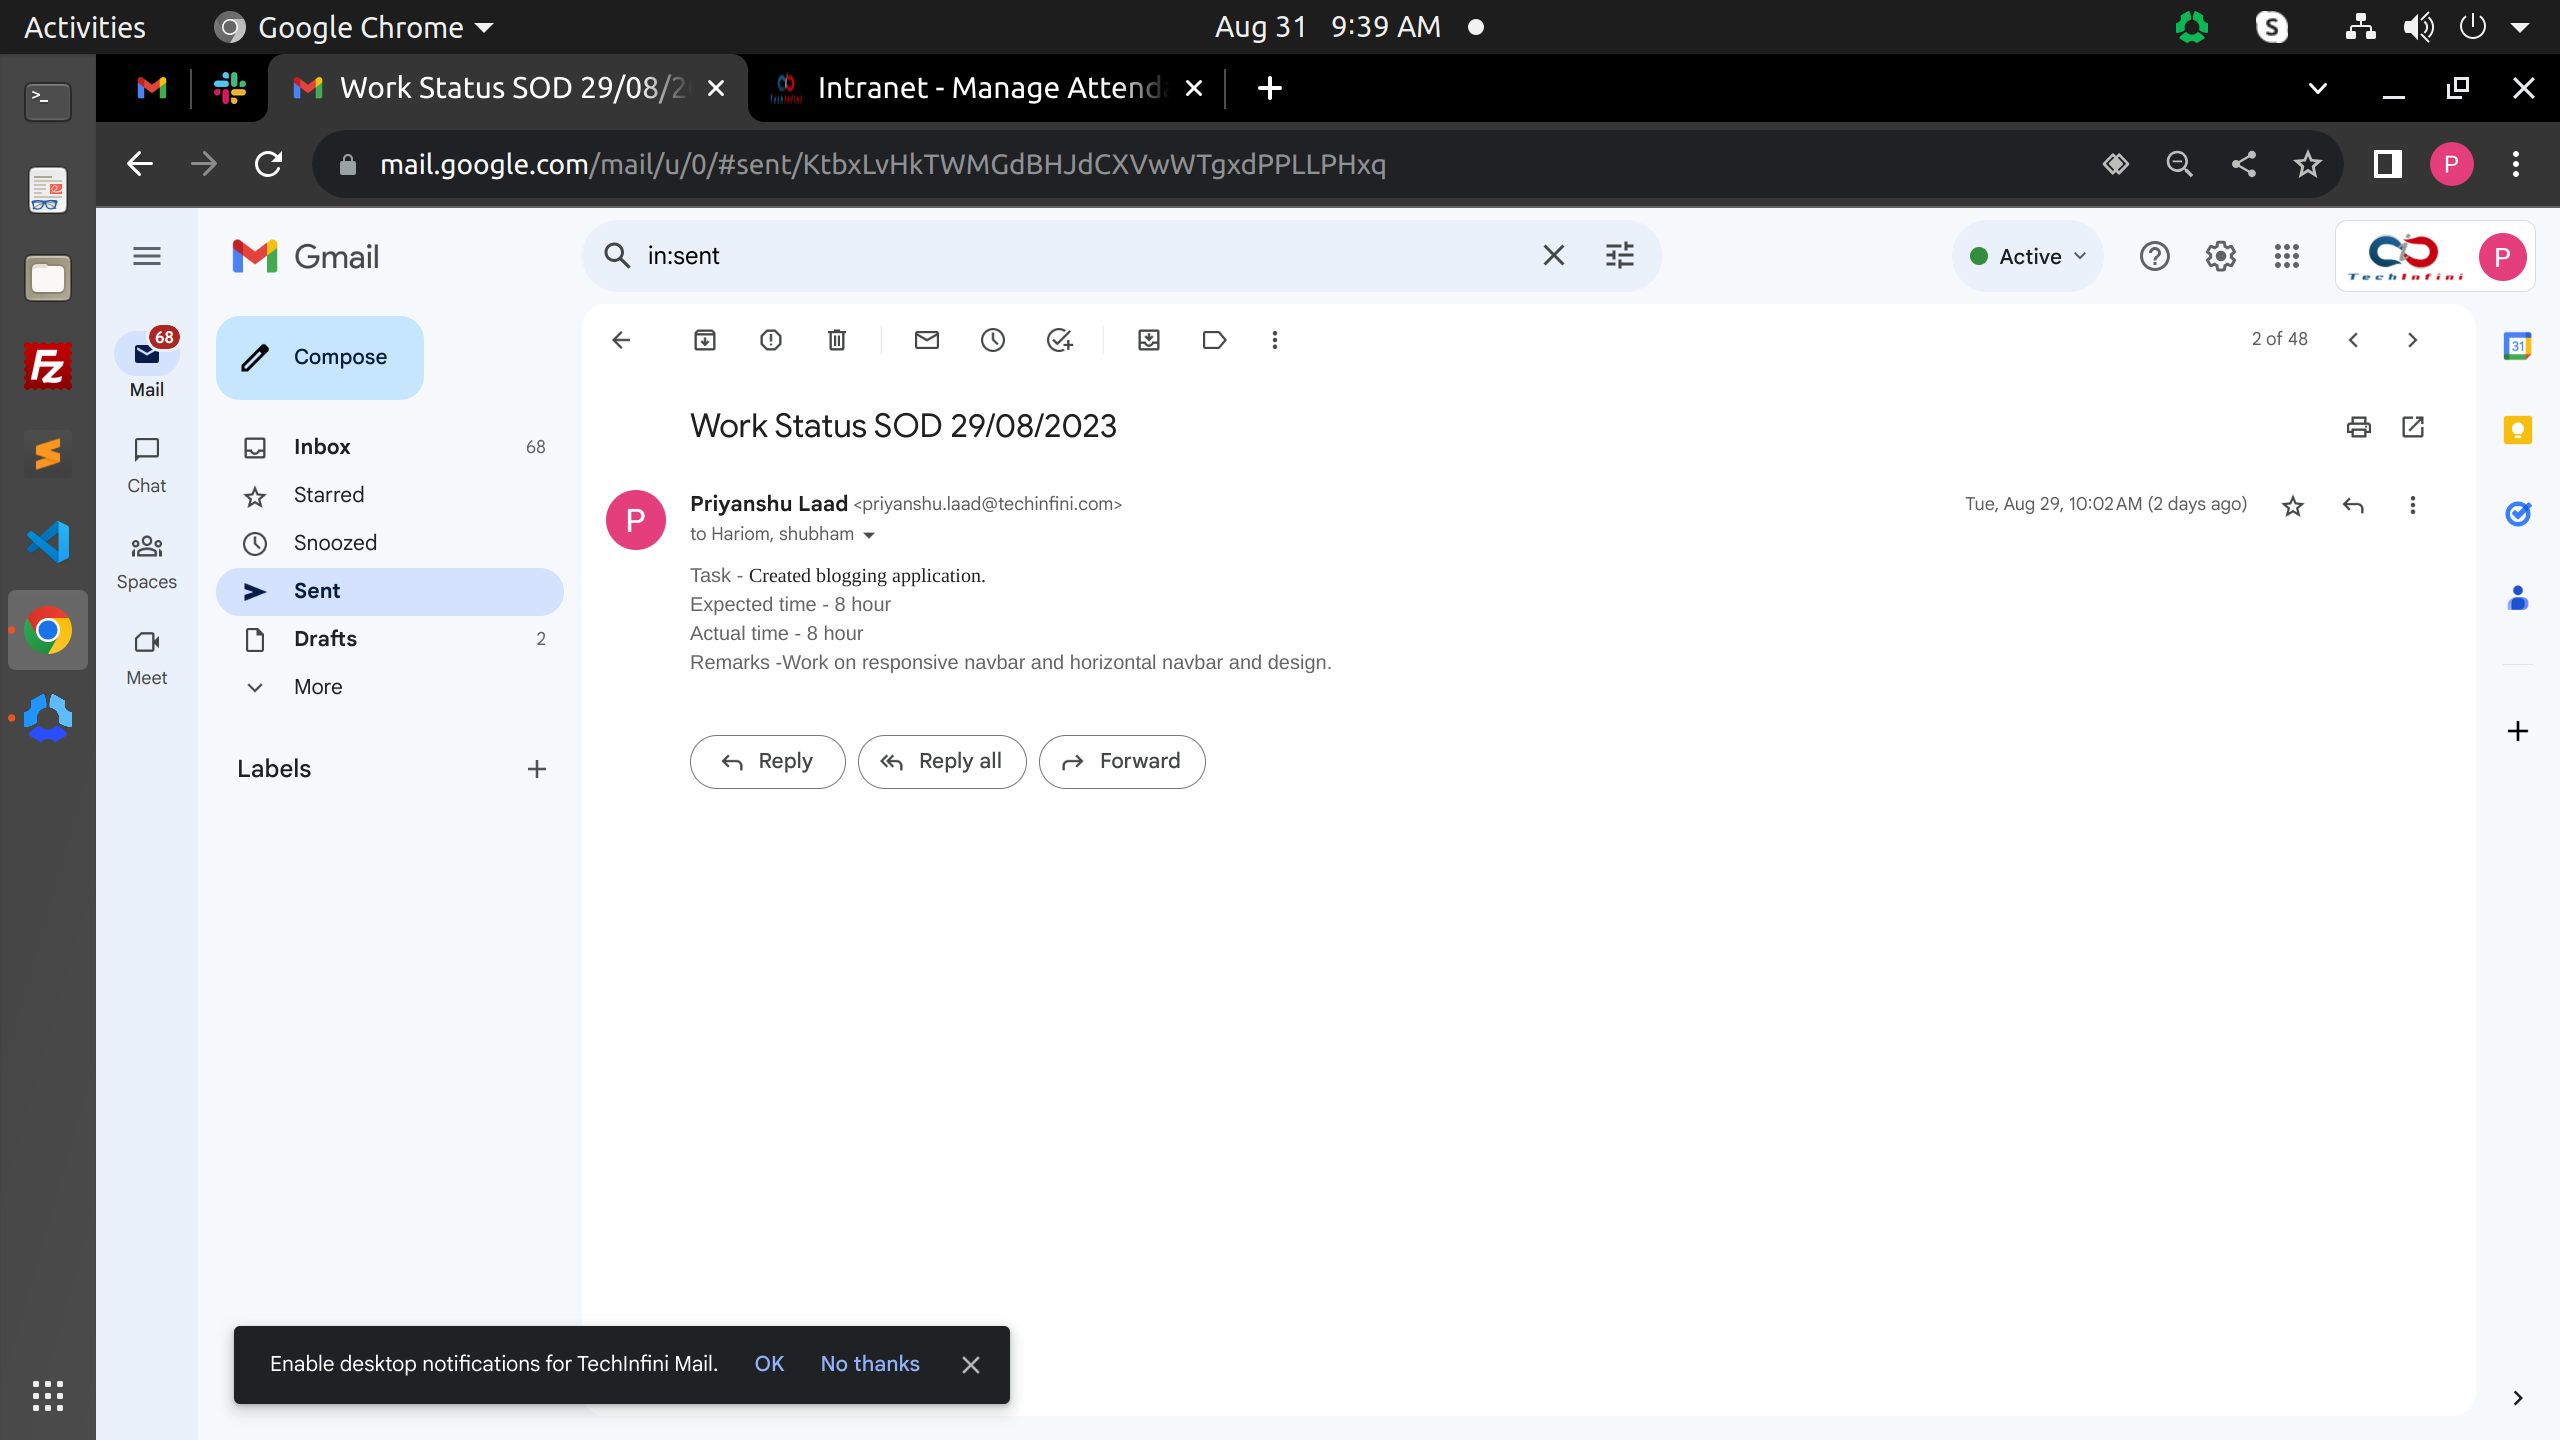 Activities
Google Chrome
Aug 31 9:39 AM
Work Status SOD 29/08/2
Intranet - Manage Attend
mail.google.com/mail/u/0/#sent/KtbxLvHkTWMGdBHJdCXVwWTgxdPPLLPHxq
P
Gmail
in:sent
Active
TechInfini
P
68
Mail
Chat
Spaces
Meet
Compose
Inbox 68
Starred
Snoozed
Sent
Drafts 2
More
Labels
2 of 48
31
Work Status SOD 29/08/2023
P
Priyanshu Laad <priyanshu.laad@techinfini.com>
Tue, Aug 29, 10:02 AM (2 days ago)
to Hariom, shubham
Task - Created blogging application.
Expected time - 8 hour
Actual time - 8 hour
Remarks -Work on responsive navbar and horizontal navbar and design.
Reply
Reply all
Forward
Enable desktop notifications for TechInfini Mail. OK No thanks